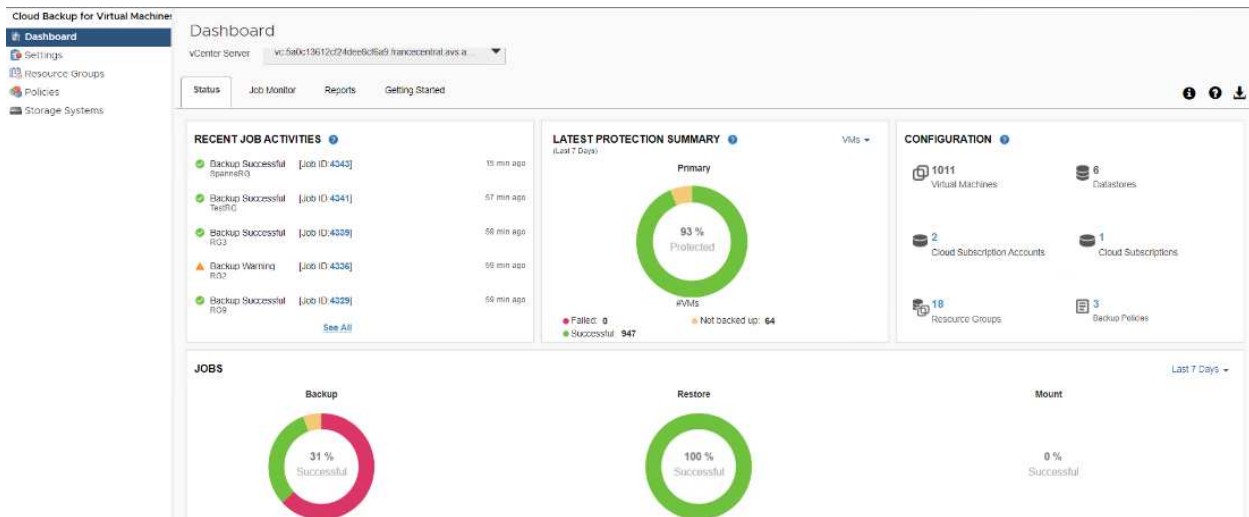 Cloud Backup for Virtual Machines
Dashboard
Settings
Resource Groups
Policies
Storage Systems
Dashboard
vCenter Server
Status Job Monitor Reports Getting Started
RECENT JOB ACTIVITIES
Backup Successful [Job ID:4343] 15 min ago
SpannaRG
Backup Successful [Job ID:4341] 57 min ago
TestRG
Backup Successful [Job ID:4339] 59 min ago
RG3
Backup Warning [Job ID:4336] 59 min ago
RG2
Backup Successful [Job ID:4329] 59 min ago
RG9
See All
LATEST PROTECTION SUMMARY VMs
(Last 7 Days)
Primary
93 %
Protected
#VMs
Failed: 0 Not backed up: 64
Successful: 947
CONFIGURATION
1011
Virtual Machines
6
Datastores
2
Cloud Subscription Accounts
1
Cloud Subscriptions
18
Resource Groups
3
Backup Policies
JOBS Last 7 Days
Backup Restore Mount
31 % 100 % 0 %
Successful Successful Successful